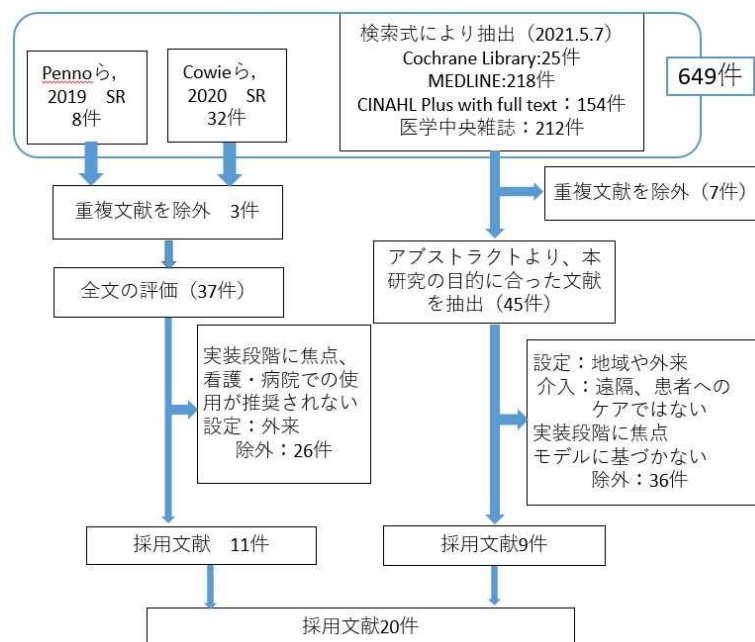 Pennoら,
2019 SR
8件
Cowieら,
2020 SR
32件
検索式により抽出（2021.5.7）
Cochrane Library:25件
MEDLINE:218件
CINAHL Plus with full text：154件
医学中央雑誌：212件
649件
重複文献を除外 3件
重複文献を除外（7件）
全文の評価（37件）
アブストラクトより、本
研究の目的に合った文献
を抽出（45件）
実装段階に焦点、
看護・病院での使
用が推奨されない
設定：外来
除外：26件
設定：地域や外来
介入：遠隔、患者への
ケアではない
実装段階に焦点
モデルに基づかない
除外：36件
採用文献 11件
採用文献9件
採用文献20件